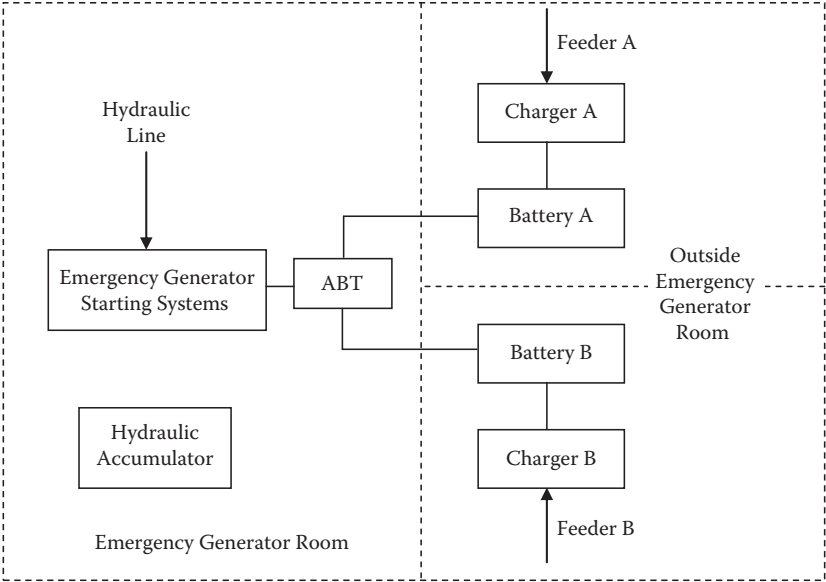 Hydraulic
Line
Emergency Generator
Starting Systems
ABT
Hydraulic
Accumulator
Emergency Generator Room
Feeder A
Charger A
Battery A
Outside
Emergency
Generator
Room
Battery B
Charger B
Feeder B